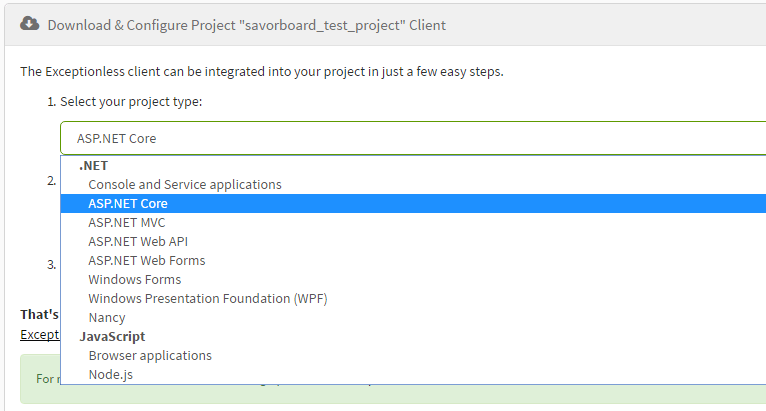 Download & Configure Project "savorboard_test_project" Client
The Exceptionless client can be integrated into your project in just a few easy steps.
1. Select your project type:
ASP.NET Core
.NET
2.
Console and Service applications
ASP.NET Core
ASP.NET MVC
ASP.NET Web API
3.
ASP.NET Web Forms
Windows Forms
Windows Presentation Foundation (WPF)
That's
Nancy
Except
JavaScript
Browser applications
For
Node.js